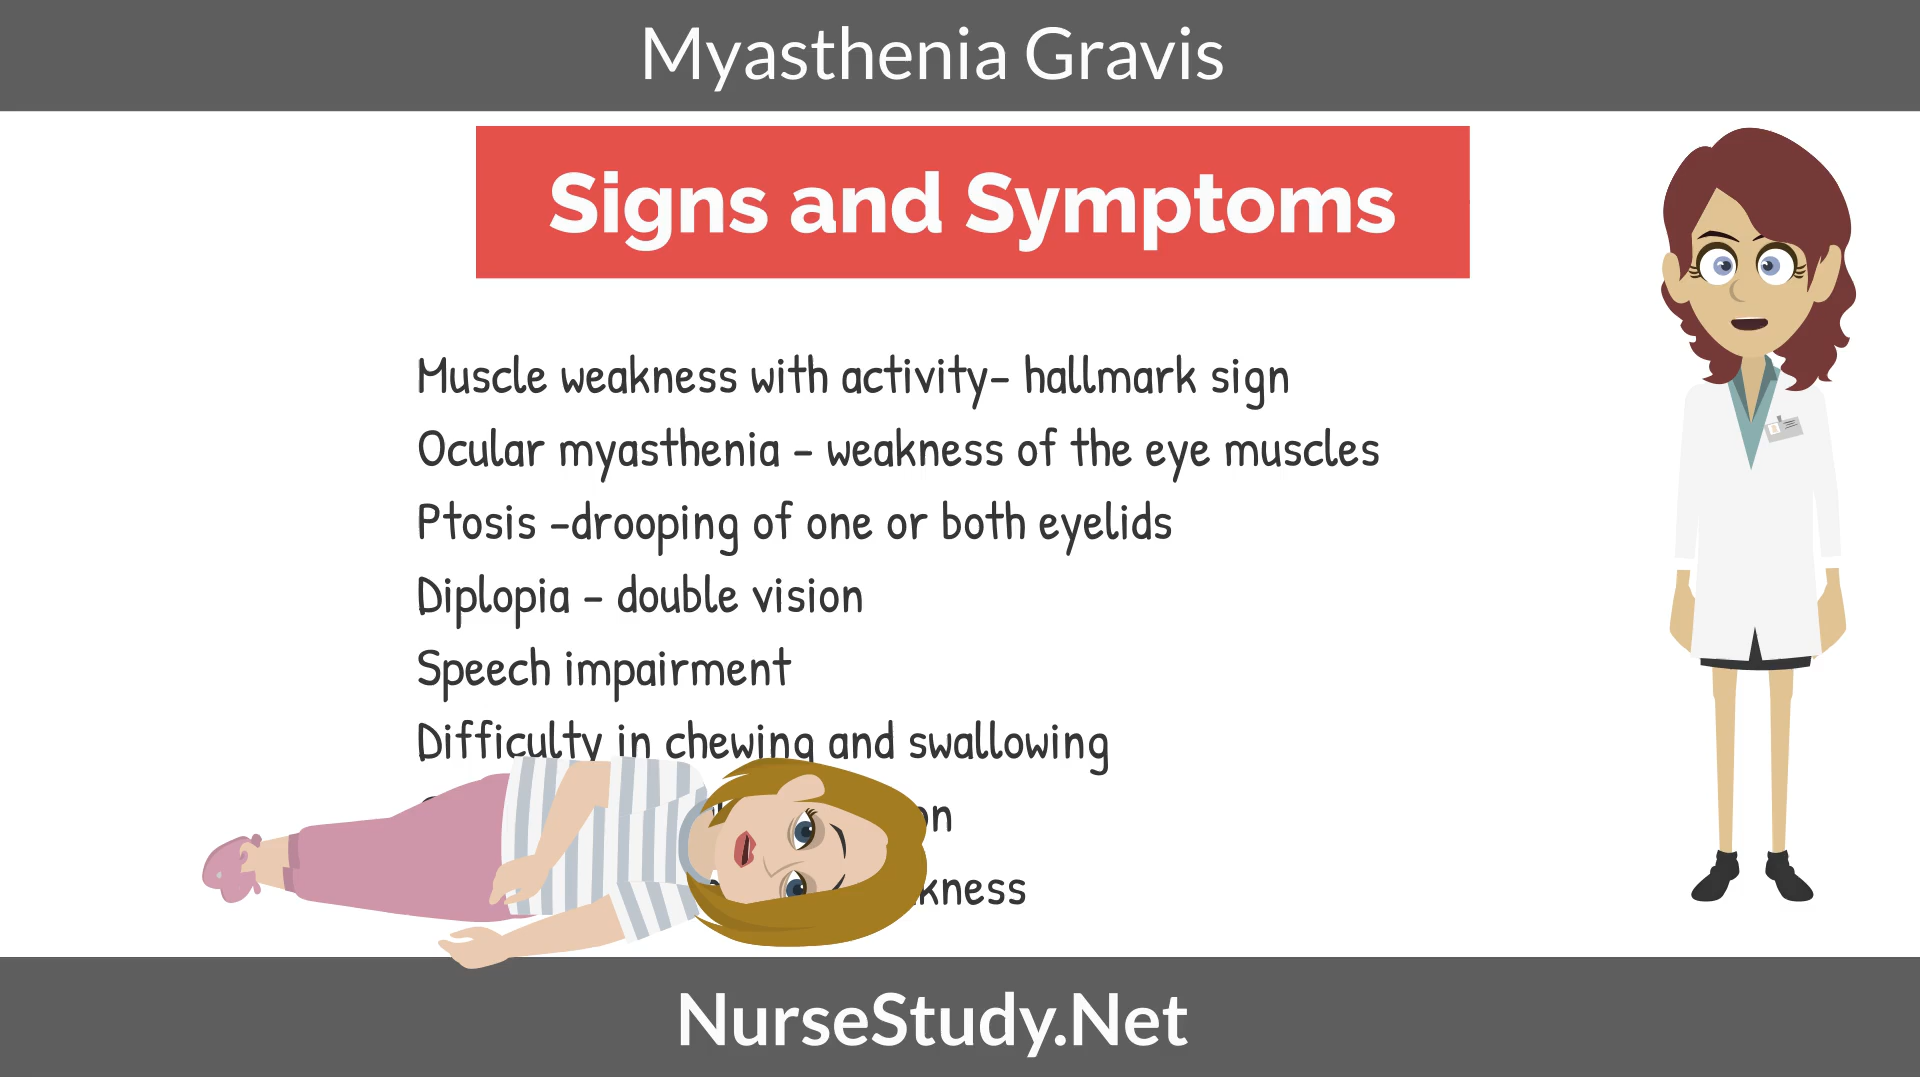 Myasthenia Gravis
Signs and Symptoms
Muscle weakness with activity- hallmark sign
Ocular myasthenia - weakness of the eye muscles
Ptosis -drooping of one or both eyelids
Diplopia - double vision
Speech impairment
Difficulty in chewing and swallowing
NurseStudy.Net